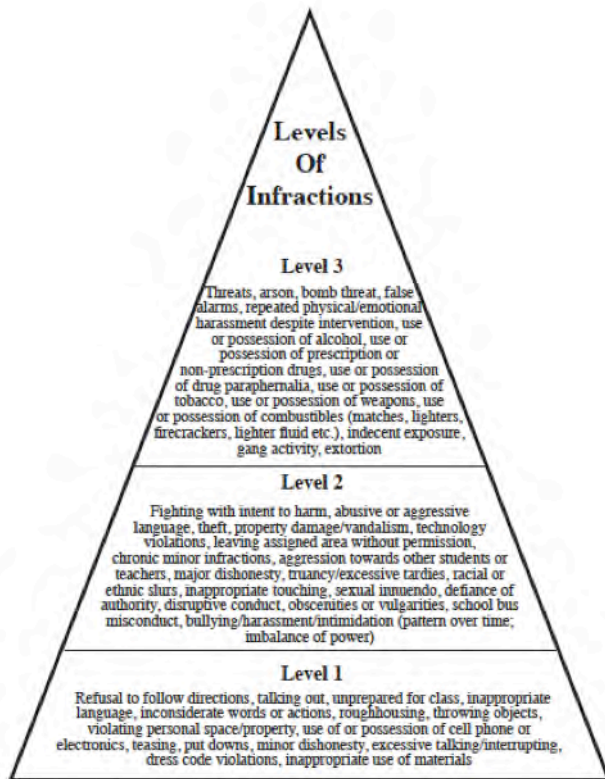 Levels
Of
Infractions
Level 3
Threats, arson, bomb threat, false
alarms, repeated physical/emotional
harassment despite intervention, use
or possession of alcohol, use or
possession of prescription or
non-prescription drugs, use or possession
of drug paraphernalia, use or possession of
tobacco, use or possession of weapons, use
or possession of combustibles (matches, lighters,
firecrackers, lighter fluid etc.), indecent exposure,
gang activity, extortion
Level 2
Fighting with intent to harm, abusive or aggressive
language, theft, property damage/vandalism, technology
violations, leaving assigned area without permission,
chronic minor infractions, aggression towards other students or
teachers, major dishonesty, truancy/excessive tardies, racial or
ethnic slurs, inappropriate touching, sexual innuendo, defiance of
authority, disruptive conduct, obscenities or vulgarities, school bus
misconduct, bullying/harassment/intimidation (pattern over time;
imbalance of power)
Level 1
Refusal to follow directions, talking out, unprepared for class, inappropriate
language, inconsiderate words or actions, roughhousing, throwing objects,
violating personal space/property, use of or possession of cell phone or
electronics, teasing, put downs, minor dishonesty, excessive talking/interrupting,
dress code violations, inappropriate use of materials